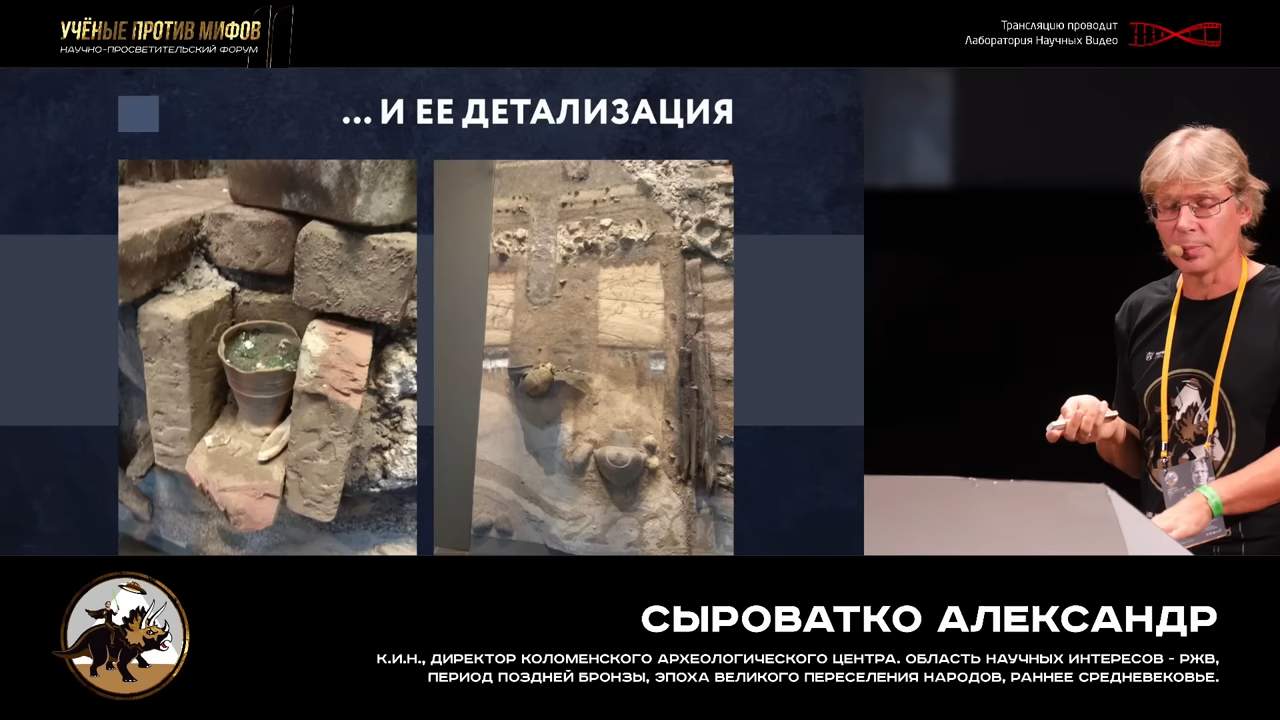 УЧЁНЫЕ ПРОТИВ МИФОВ 11
НАУЧНО-ПРОСВЕТИТЕЛЬСКИЙ ФОРУМ
Трансляцию проводит
Лаборатория Научных Видео
... И ЕЕ ДЕТАЛИЗАЦИЯ
СЫРОВАТКО АЛЕКСАНДР
К.И.Н., ДИРЕКТОР КОЛОМЕНСКОГО АРХЕОЛОГИЧЕСКОГО ЦЕНТРА. ОБЛАСТЬ НАУЧНЫХ ИНТЕРЕСОВ - РЖВ,
ПЕРИОД ПОЗДНЕЙ БРОНЗЫ, ЭПОХА ВЕЛИКОГО ПЕРЕСЕЛЕНИЯ НАРОДОВ, РАННЕЕ СРЕДНЕВЕКОВЬЕ.